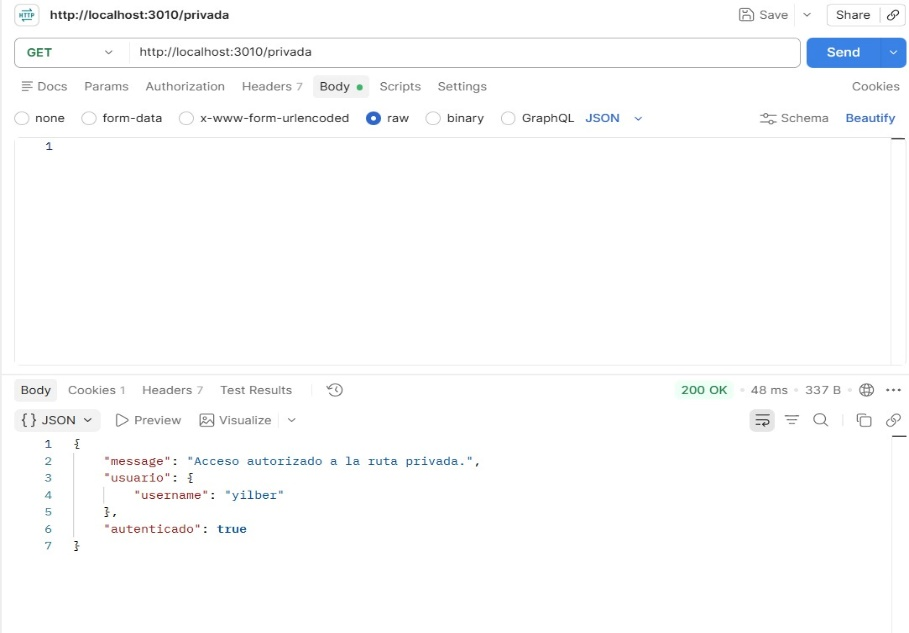 HTTP http://localhost:3010/privada Save Share
GET http://localhost:3010/privada Send
Docs Params Authorization Headers 7 Body Scripts Settings Cookies
none form-data x-www-form-urlencoded raw binary GraphQL JSON Schema Beautify
1
Body Cookies 1 Headers 7 Test Results 200 OK • 48 ms • 337 B •
{} JSON Preview Visualize
1 {
2 "message": "Acceso autorizado a la ruta privada.",
3 "usuario": {
4 "username": "yilber"
5 },
6 "autenticado": true
7 }